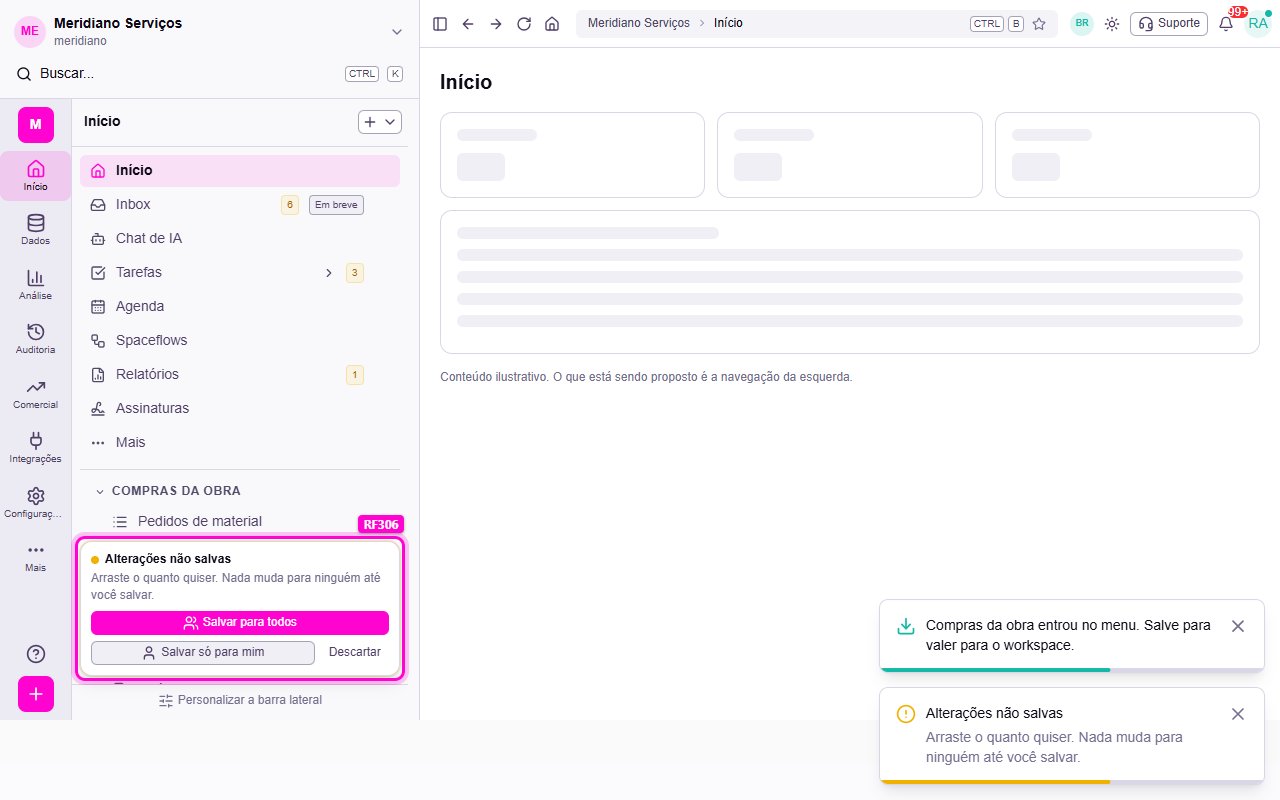 ME
Meridiano Serviços
meridiano
Buscar...
CTRL
K
Meridiano Serviços
Início
CTRL
B
BR
Suporte
99+
RA
M
Início
Dados
Análise
Auditoria
Comercial
Integrações
Configuraç...
Mais
Início
Início
Inbox
6
Em breve
Chat de IA
Tarefas
3
Agenda
Spaceflows
Relatórios
1
Assinaturas
Mais
COMPRAS DA OBRA
Pedidos de material
RF306
Alterações não salvas
Arraste o quanto quiser. Nada muda para ninguém até
você salvar.
Salvar para todos
Salvar só para mim
Descartar
Personalizar a barra lateral
Início
Conteúdo ilustrativo. O que está sendo proposto é a navegação da esquerda.
Compras da obra entrou no menu. Salve para
valer para o workspace.
Alterações não salvas
Arraste o quanto quiser. Nada muda para
ninguém até você salvar.